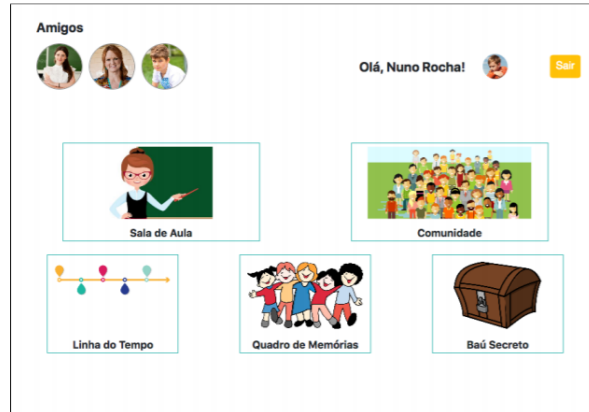 Amigos
Olá, Nuno Rocha!
Sair
Sala de Aula
Comunidade
Linha do Tempo
Quadro de Memórias
Baú Secreto